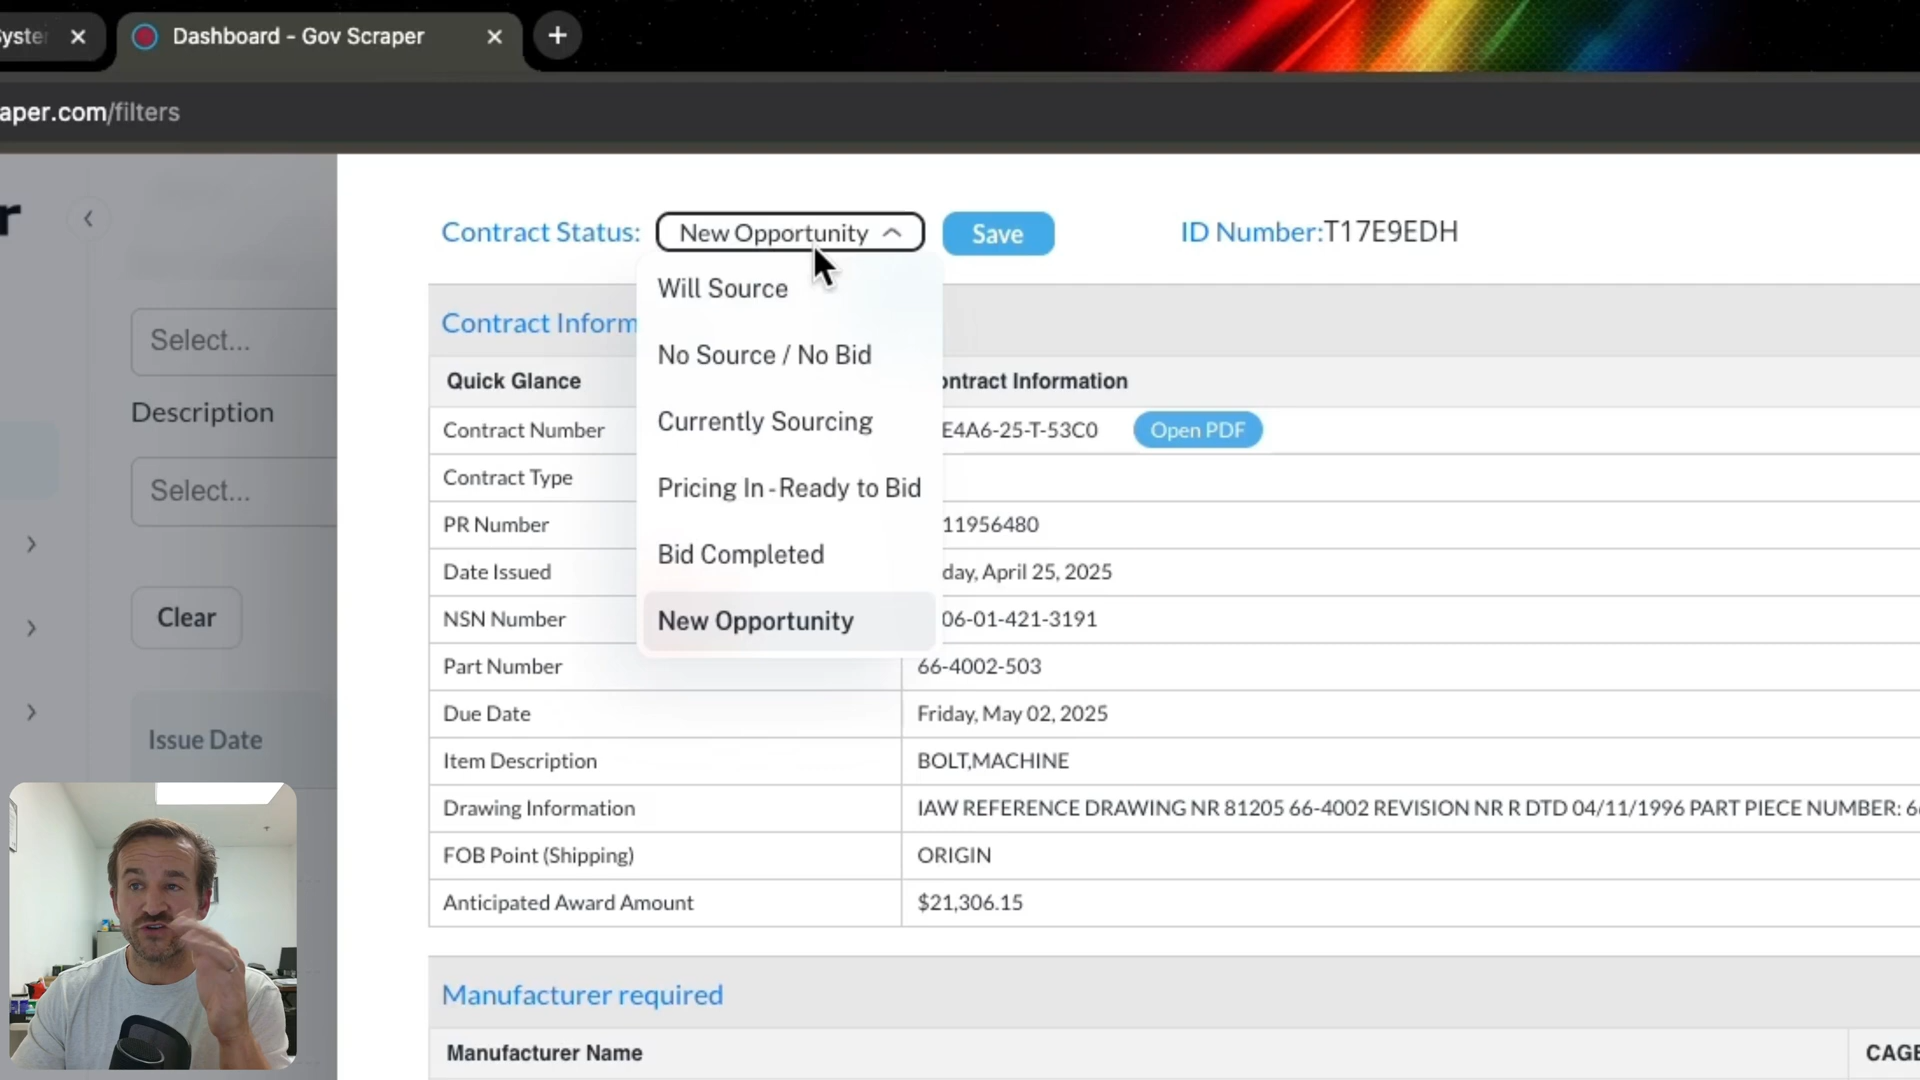 Dashboard - Gov Scraper
aper.com/filters
Contract Status: New Opportunity Save ID Number:T17E9EDH
Will Source
No Source / No Bid
Currently Sourcing
Pricing In - Ready to Bid
Bid Completed
New Opportunity
Select...
Description
Select...
Clear
Issue Date
Contract Inform
Quick Glance ontract Information
Contract Number E4A6-25-T-53C0 Open PDF
Contract Type
PR Number 11956480
Date Issued day, April 25, 2025
NSN Number 06-01-421-3191
Part Number 66-4002-503
Due Date Friday, May 02, 2025
Item Description BOLT,MACHINE
Drawing Information IAW REFERENCE DRAWING NR 81205 66-4002 REVISION NR R DTD 04/11/1996 PART PIECE NUMBER: 6
FOB Point (Shipping) ORIGIN
Anticipated Award Amount $21,306.15
Manufacturer required
Manufacturer Name CAGE